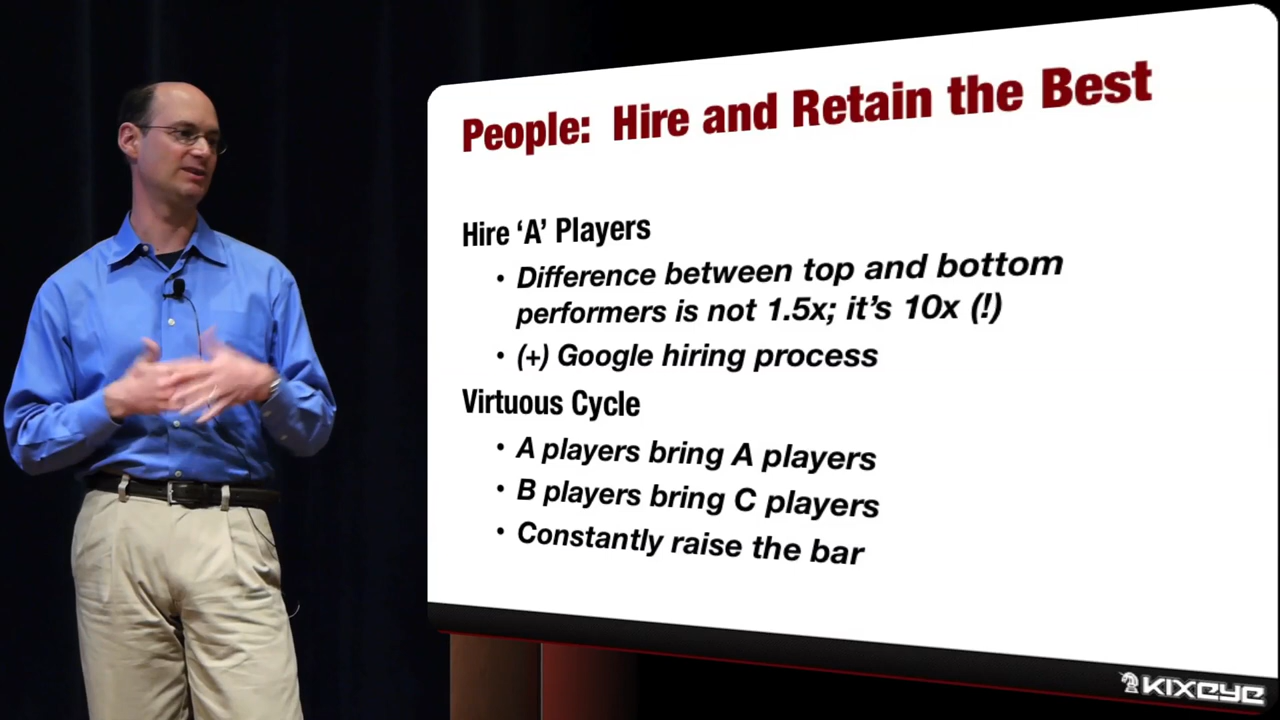 People: Hire and Retain the Best
Hire ‘A’ Players
• Difference between top and bottom
performers is not 1.5x; it’s 10x (!)
• (+) Google hiring process
Virtuous Cycle
• A players bring A players
• B players bring C players
• Constantly raise the bar
KIXEYE